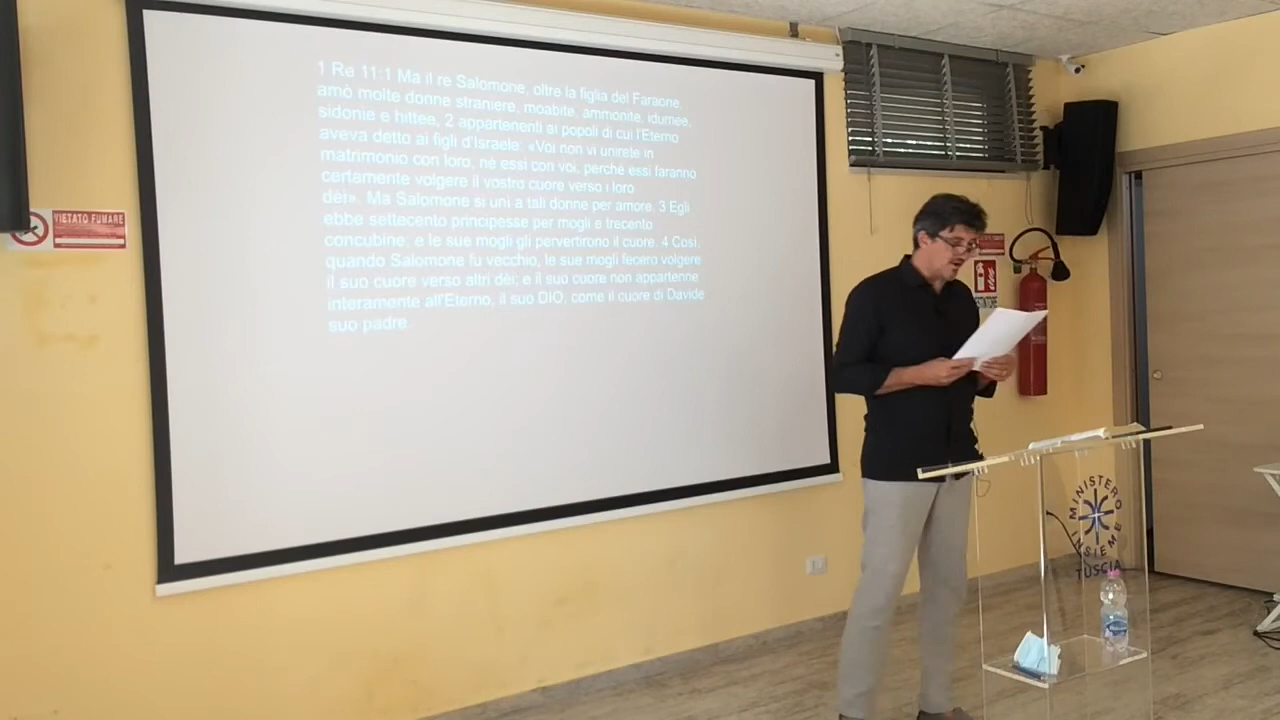 1 Re 11:1 Ma il re Salomone, oltre la figlia del Faraone,
amò molte donne straniere, moabite, ammonite, idumee,
sidonie e hittee, 2 appartenenti ai popoli di cui l'Eterno
aveva detto ai figli d'Israele: «Voi non vi unirete in
matrimonio con loro, né essi con voi, perché essi faranno
certamente volgere il vostro cuore verso i loro
dèi». Ma Salomone si unì a tali donne per amore. 3 Egli
ebbe settecento principesse per mogli e trecento
concubine; e le sue mogli gli pervertirono il cuore. 4 Così,
quando Salomone fu vecchio, le sue mogli fecero volgere
il suo cuore verso altri dèi; e il suo cuore non appartenne
interamente all'Eterno, il suo DIO, come il cuore di Davide
suo padre.
VIETATO FUMARE
MINISTERO
INSIEME
TUSCIA